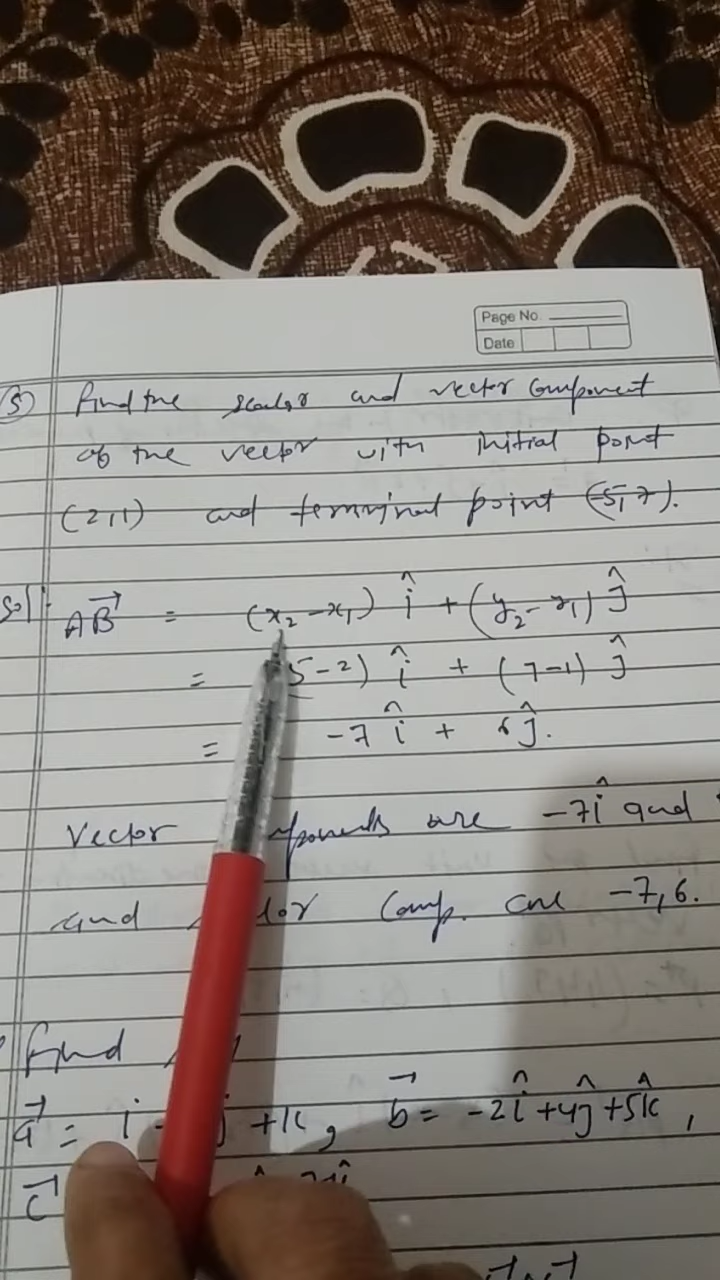 Page No.
Date
(5) Find the scalar and vector Component
of the vector with initial point
(2,1) and terminal point (-5,7).
Sol. AB⃗ = (x₂-x₁) î + (y₂-y₁) ĵ
= 5-2) î + (7-1) ĵ
= -7 î + 6 ĵ.
Vector are -7î and
and Comp. are -7, 6.
Find
a⃗ = i + k, b⃗ = -2î + 4ĵ + 5k̂,
c⃗